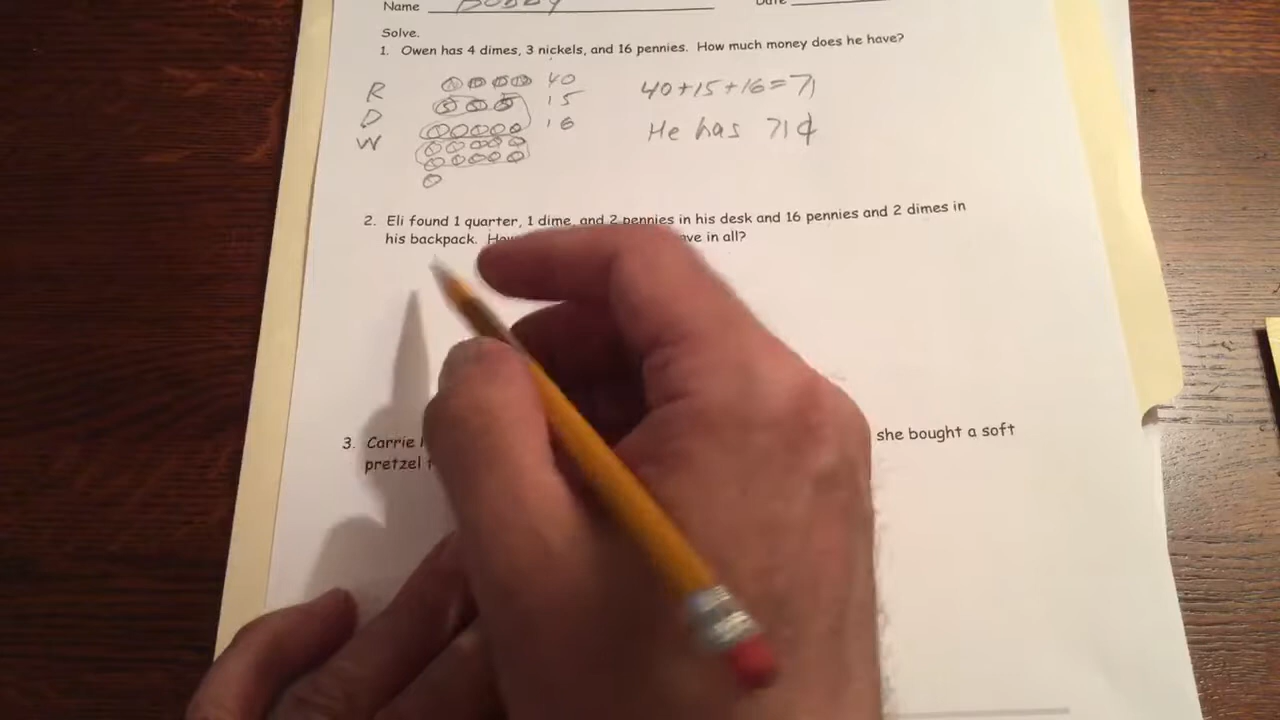 Name Bobby Date
Solve.
1. Owen has 4 dimes, 3 nickels, and 16 pennies. How much money does he have?
R 40 40+15+16=71
D 15
W 16 He has 71¢
2. Eli found 1 quarter, 1 dime, and 2 pennies in his desk and 16 pennies and 2 dimes in
his backpack. in all?
3. Carrie she bought a soft
pretzel